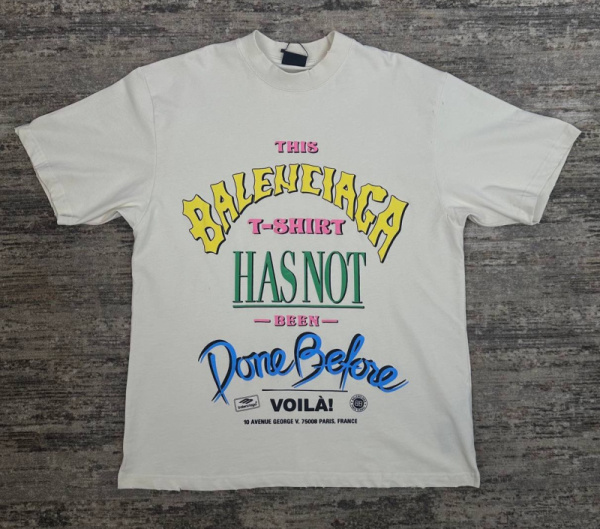 THIS
BALENCIAGA
T-SHIRT
HAS NOT
— BEEN —
Done Before
VOILÀ!
10 AVENUE GEORGE V. 75008 PARIS. FRANCE